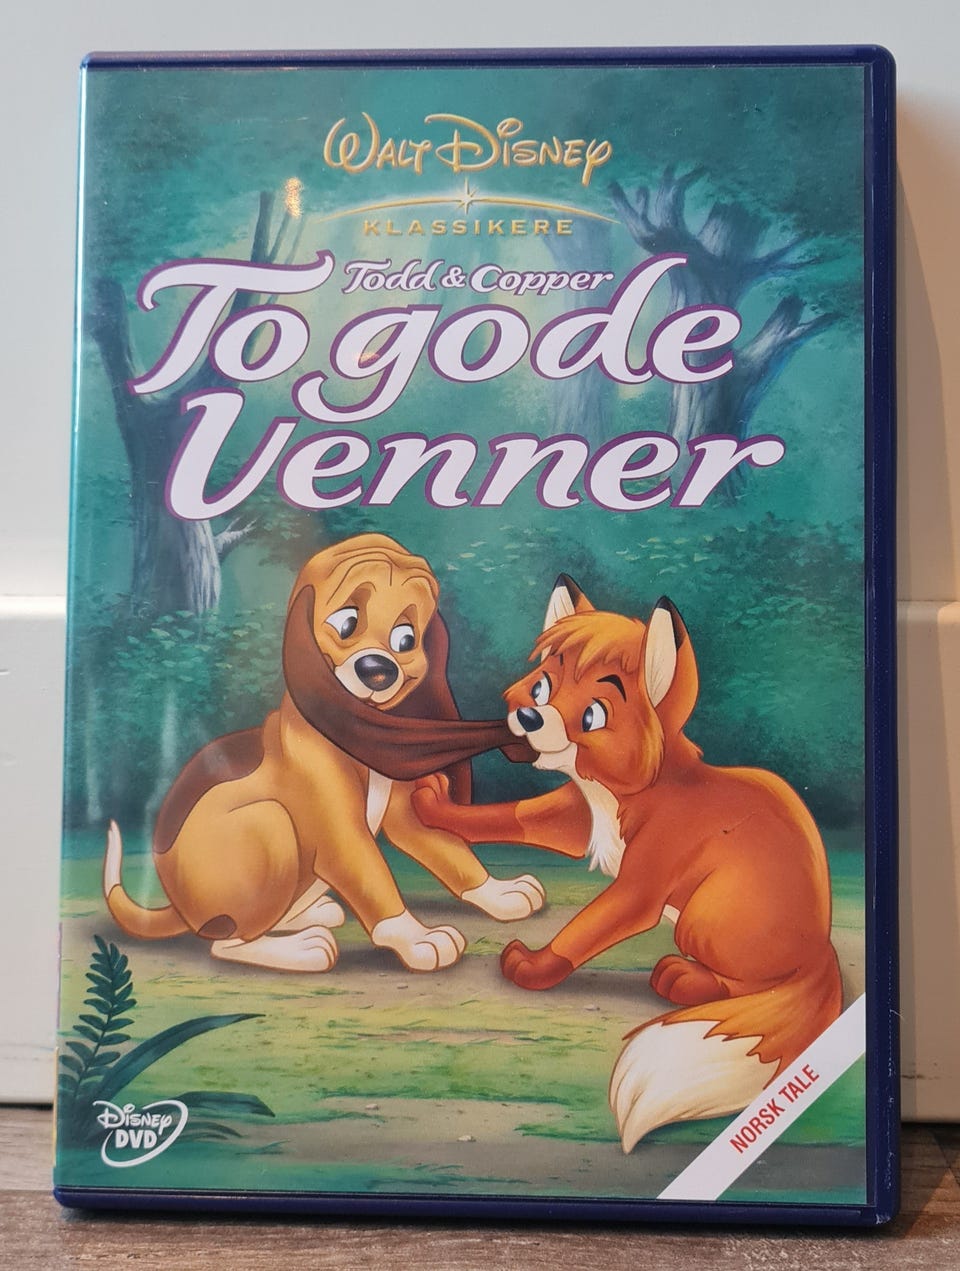 WALT DISNEY
KLASSIKERE
Todd & Copper
To gode
Venner
DISNEY
DVD
NORSK TALE